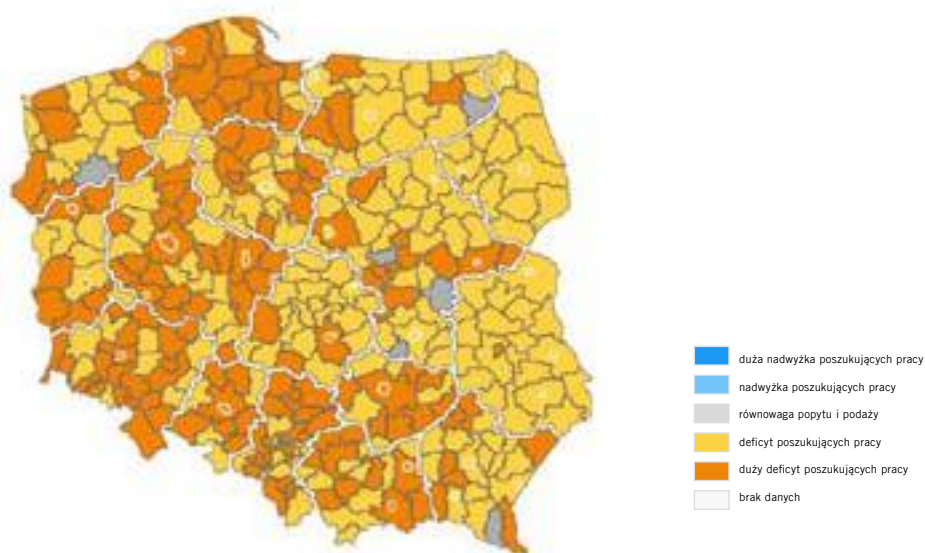 duża nadwyżka poszukujących pracy
nadwyżka poszukujących pracy
równowaga popytu i podaży
deficyt poszukujących pracy
duży deficyt poszukujących pracy
brak danych